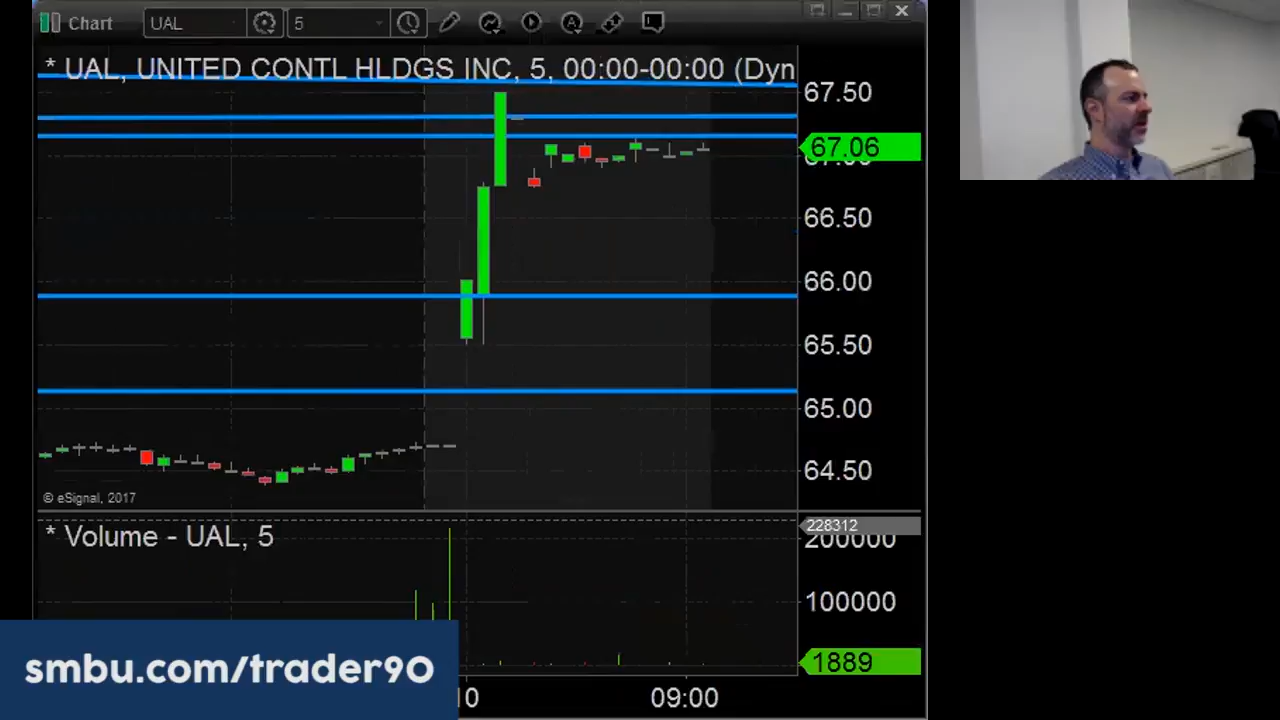 Chart
UAL
5
A
* UAL, UNITED CONTL HLDGS INC, 5, 00:00-00:00 (Dyn
67.50
67.06
66.50
66.00
65.50
65.00
64.50
© eSignal, 2017
* Volume - UAL, 5
228312
200000
100000
1889
smbu.com/trader90
09:00